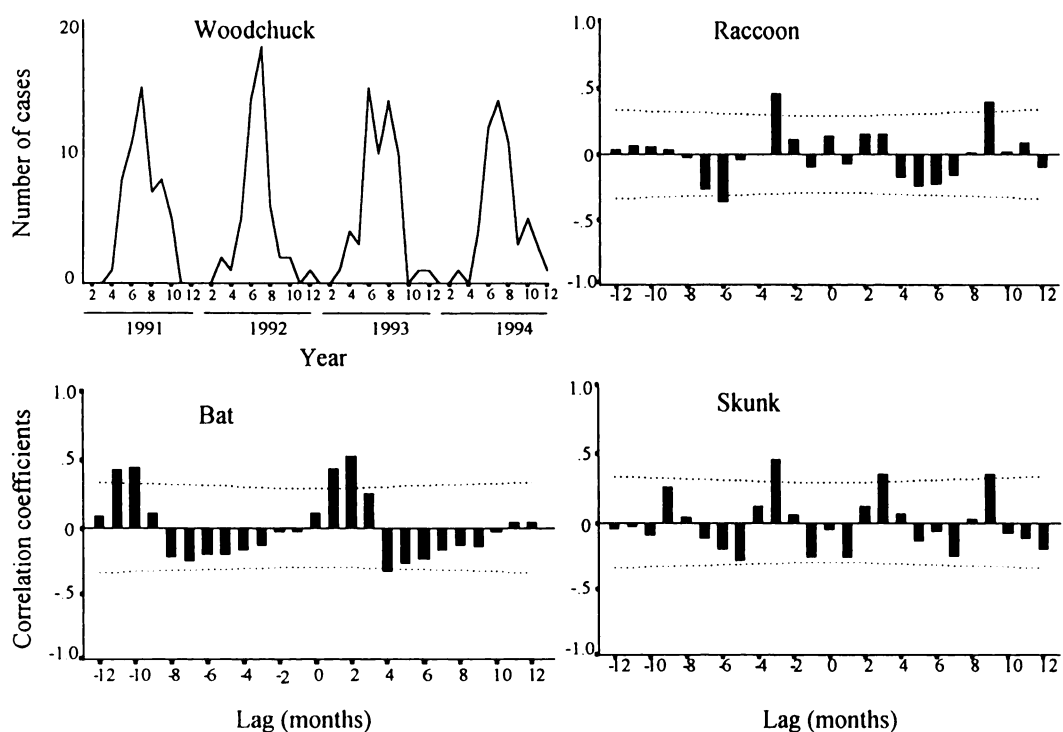 Woodchuck
Number of cases
20
10
0
2 4 6 8 10 12 2 4 6 8 10 12 2 4 6 8 10 12 2 4 6 8 10 12
1991 1992 1993 1994
Year
Raccoon
1.0
.5
0
-.5
-1.0
-12 -10 -8 -6 -4 -2 0 2 4 6 8 10 12
Bat
Correlation coefficients
1.0
.5
0
-.5
-1 0
-12 -10 -8 -6 -4 -2 0 2 4 6 8 10 12
Lag (months)
Skunk
1.0
.5
0
-.5
-1.0
-12 -10 -8 -6 -4 -2 0 2 4 6 8 10 12
Lag (months)